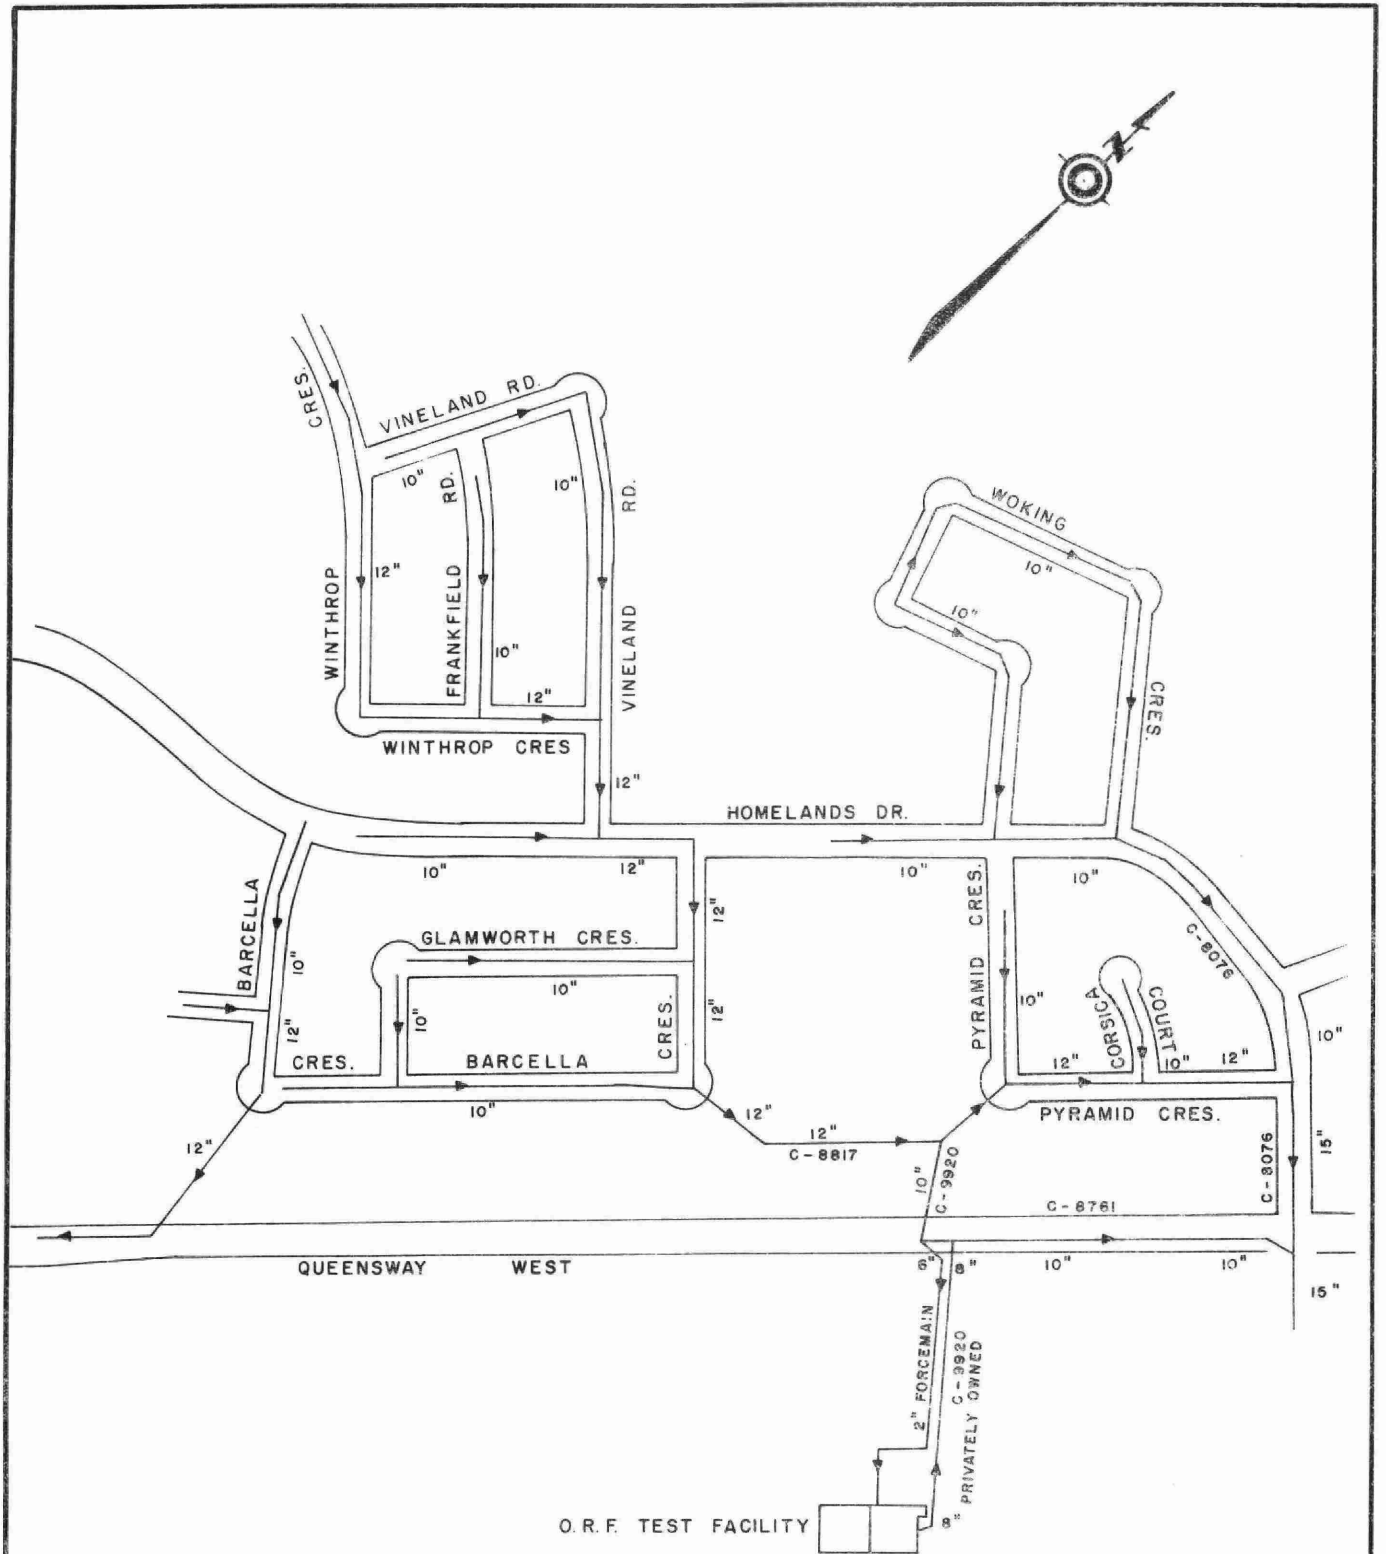 N
CRES.
VINELAND RD.
10"
RD.
10"
RD.
WOKING
10"
12"
WINTHROP
FRANKFIELD
10"
10"
VINELAND
12"
CRES.
WINTHROP CRES
12"
HOMELANDS DR.
10"
12"
10"
10"
BARCELLA
12"
PYRAMID CRES.
GLAMWORTH CRES.
C-8076
10"
10"
10"
12"
CRES.
10"
CORSICA COURT
10"
12"
CRES.
BARCELLA
12"
10"
12"
10"
12"
PYRAMID CRES.
12"
12"
C-8817
10"
C-9920
C-8076
15"
C-8761
QUEENSWAY WEST
6"
8"
10"
10"
15"
2" FORCEMAIN
C-9920
8" PRIVATELY OWNED
O.R.F. TEST FACILITY